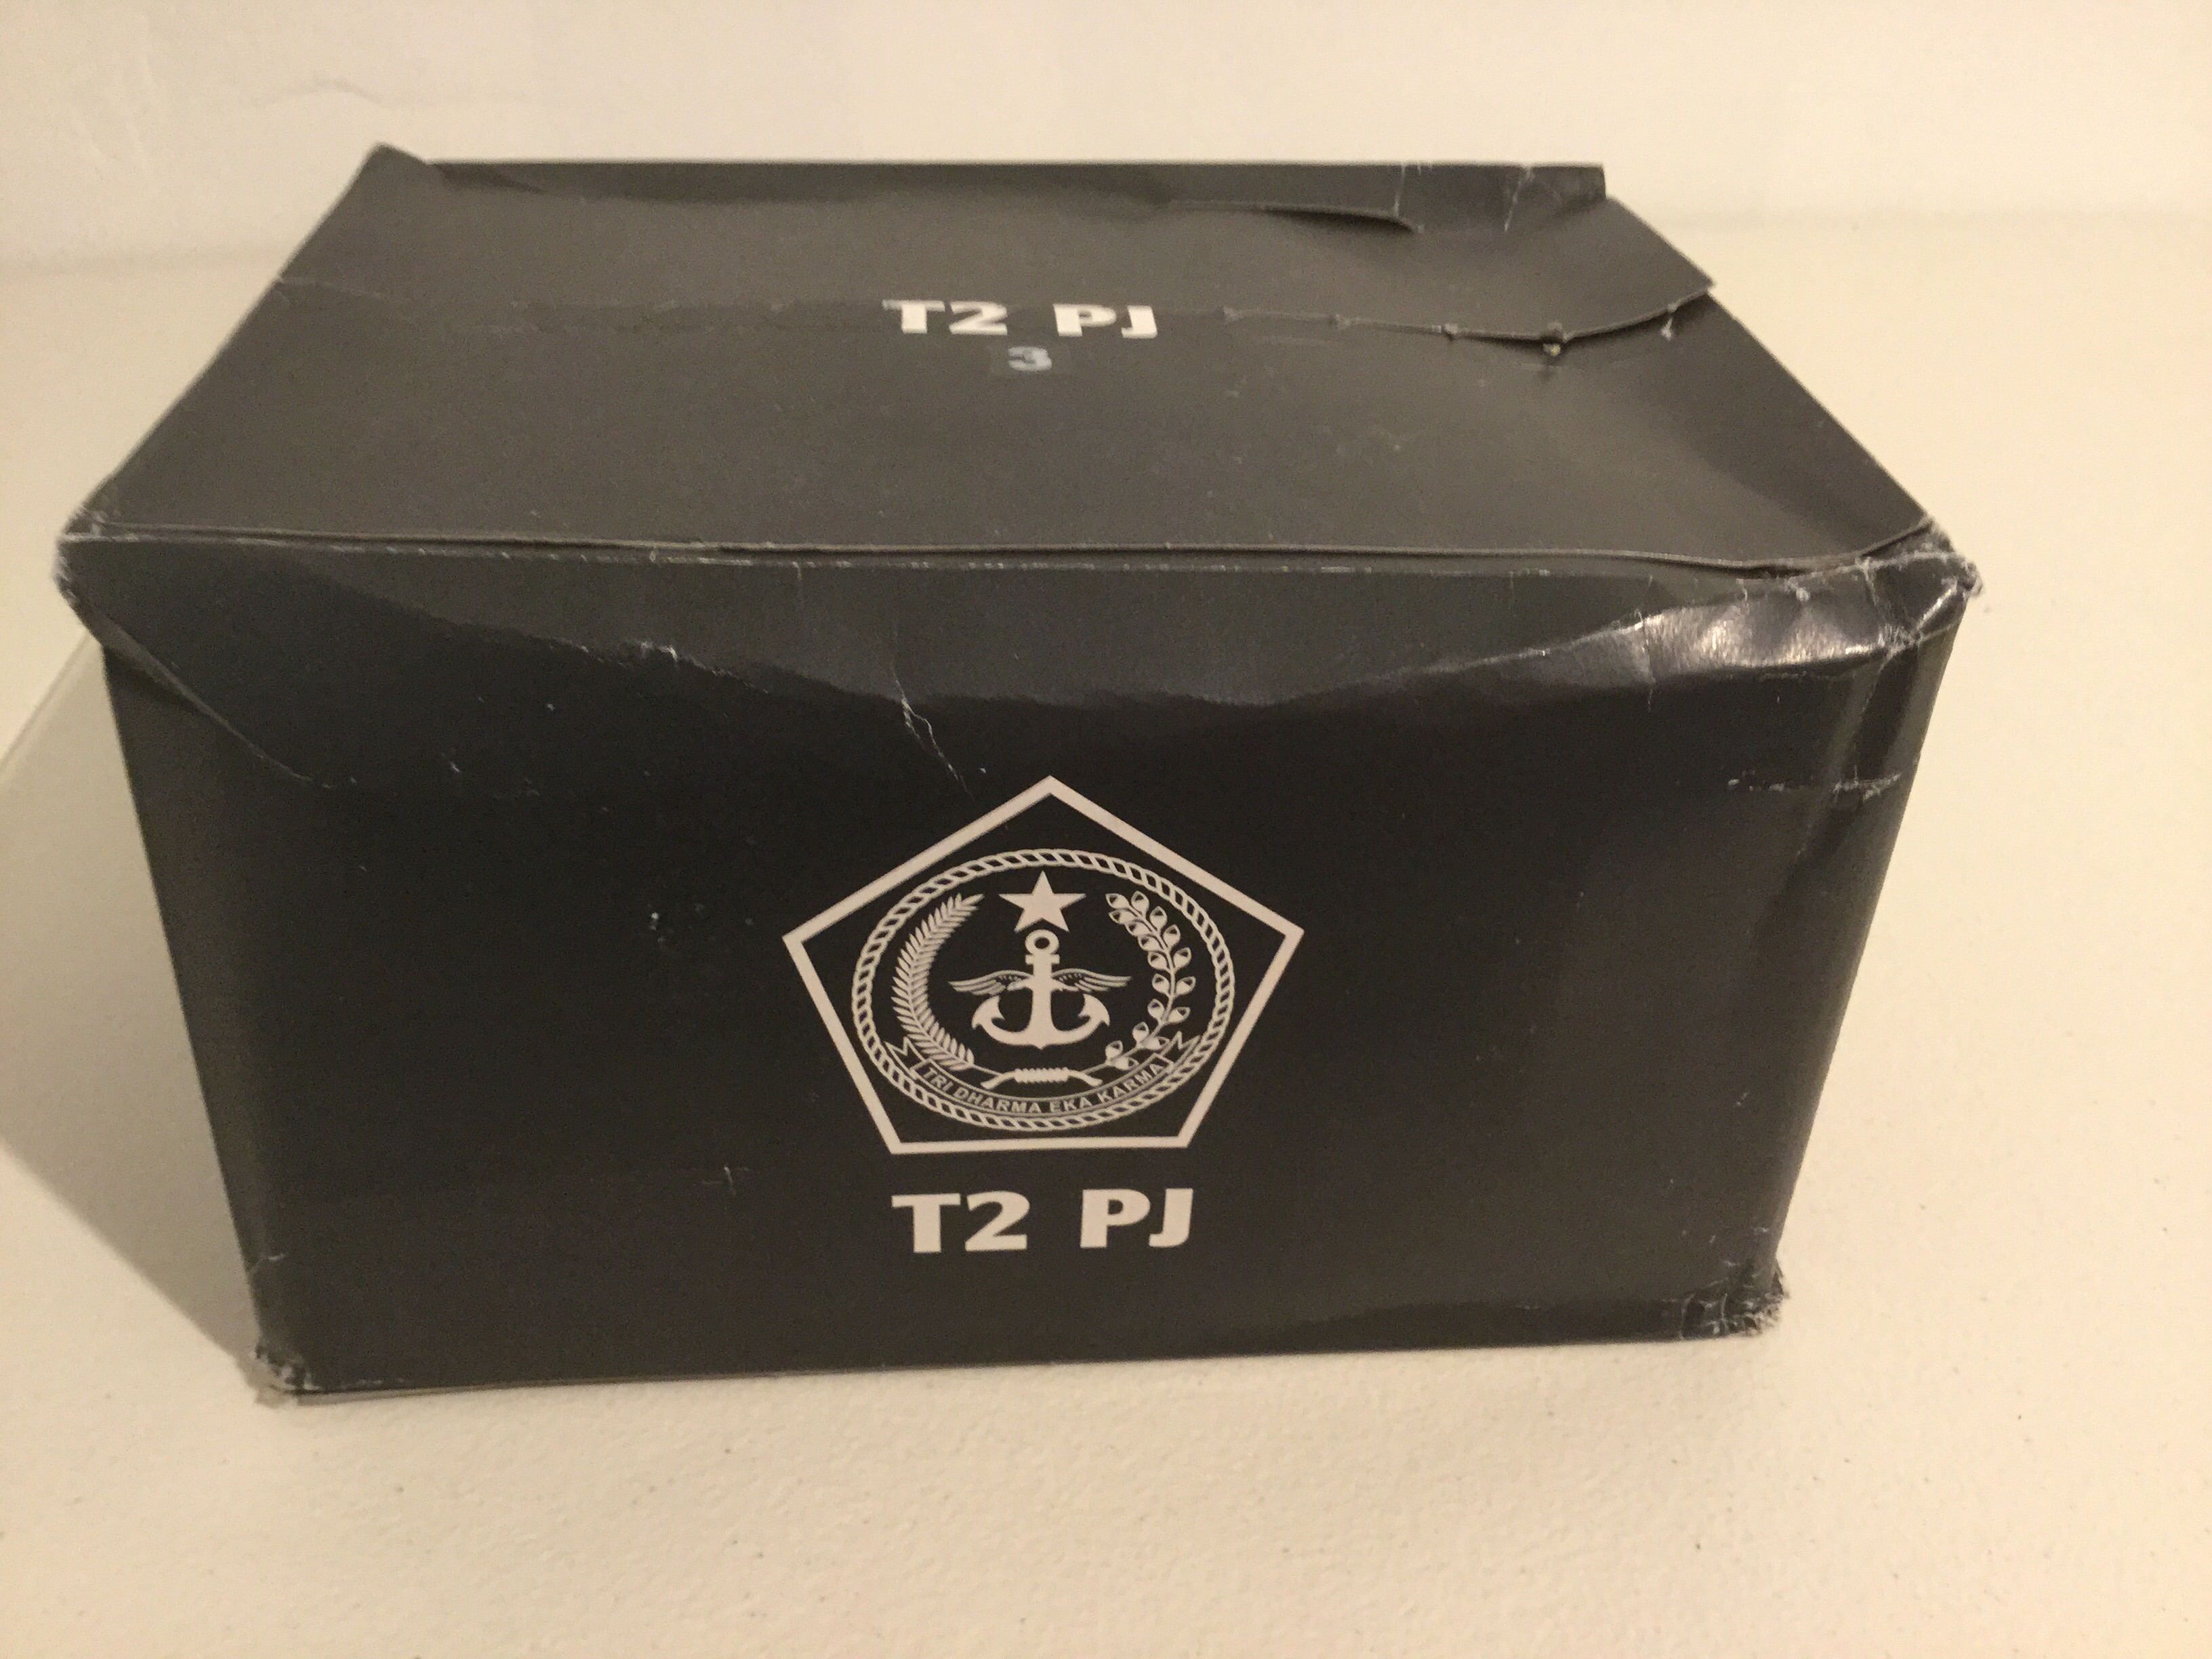 T2 PJ
3
TRI DHARMA EKA KARMA
T2 PJ